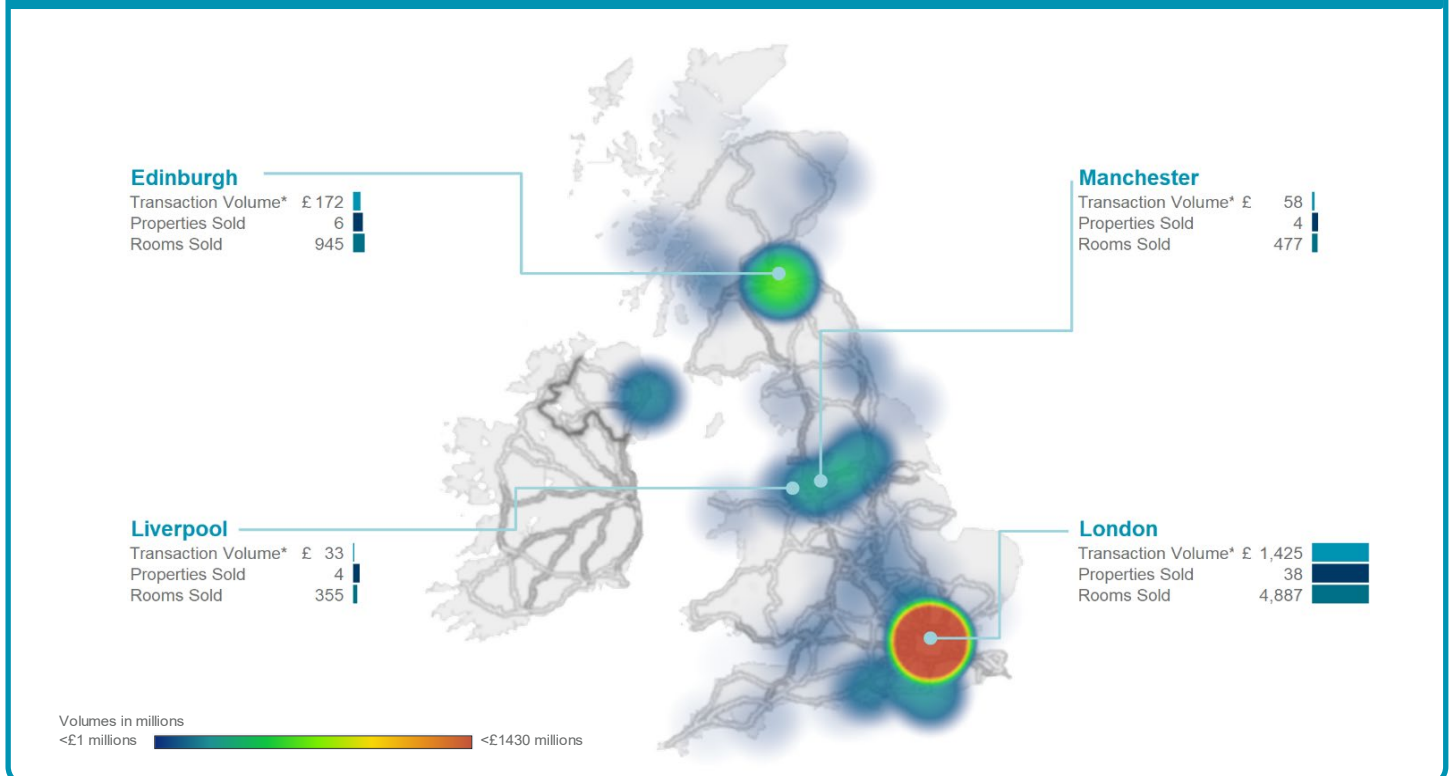 Edinburgh
Transaction Volume* £ 172
Properties Sold 6
Rooms Sold 945
Manchester
Transaction Volume* £ 58
Properties Sold 4
Rooms Sold 477
Liverpool
Transaction Volume* £ 33
Properties Sold 4
Rooms Sold 355
London
Transaction Volume* £ 1,425
Properties Sold 38
Rooms Sold 4,887
Volumes in millions
<£1 millions <£1430 millions